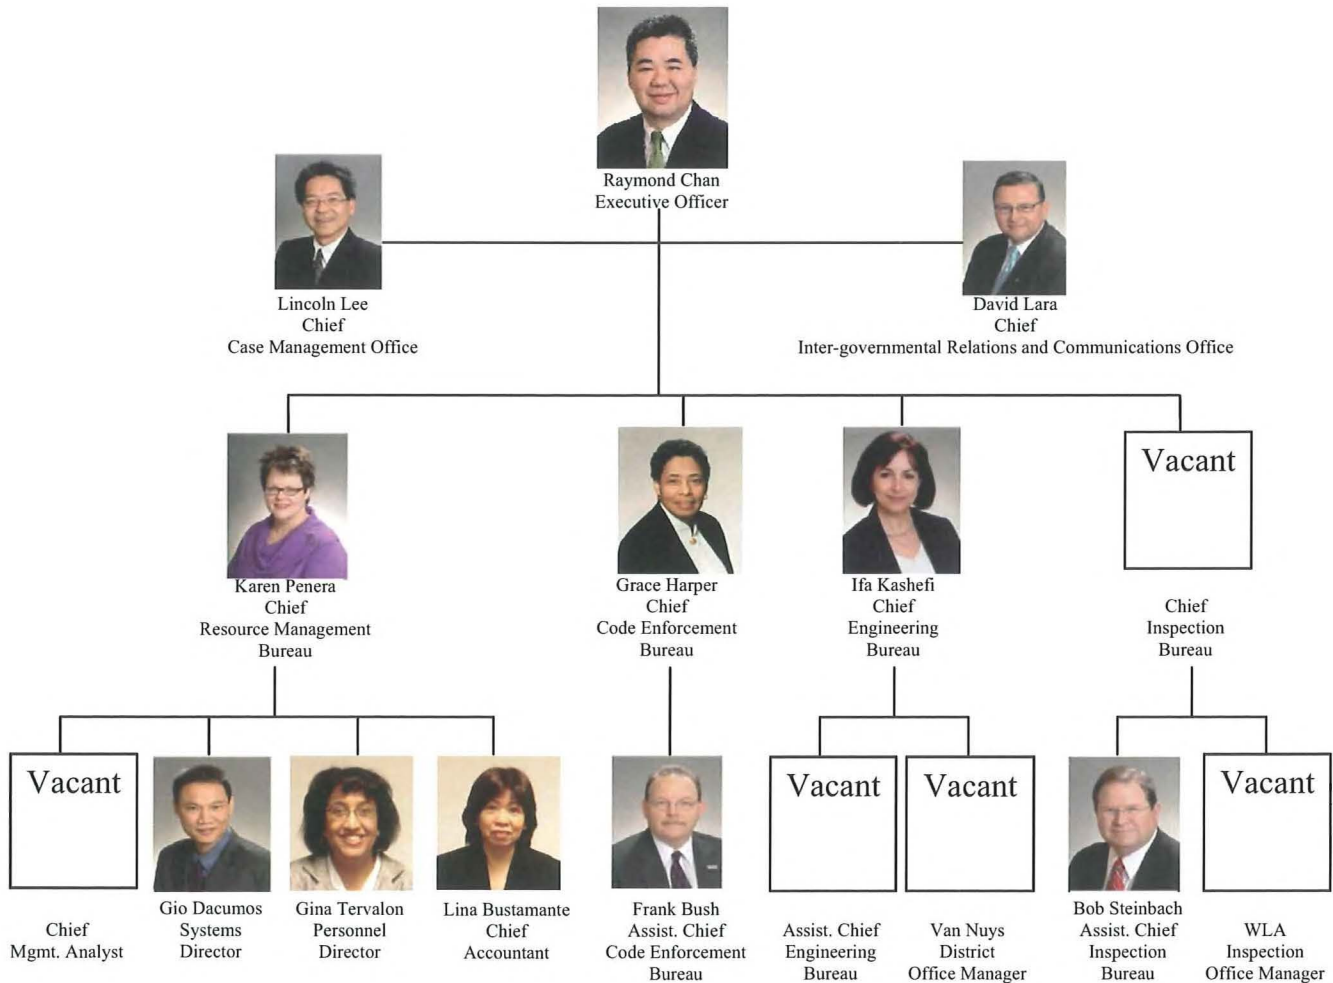 Raymond Chan
Executive Officer
Lincoln Lee
Chief
Case Management Office
David Lara
Chief
Inter-governmental Relations and Communications Office
Karen Penera
Chief
Resource Management
Bureau
Grace Harper
Chief
Code Enforcement
Bureau
Ifa Kashefi
Chief
Engineering
Bureau
Vacant
Chief
Inspection
Bureau
Vacant
Chief
Mgmt. Analyst
Gio Dacumos
Systems
Director
Gina Tervalon
Personnel
Director
Lina Bustamante
Chief
Accountant
Frank Bush
Assist. Chief
Code Enforcement
Bureau
Vacant
Assist. Chief
Engineering
Bureau
Vacant
Van Nuys
District
Office Manager
Bob Steinbach
Assist. Chief
Inspection
Bureau
Vacant
WLA
Inspection
Office Manager